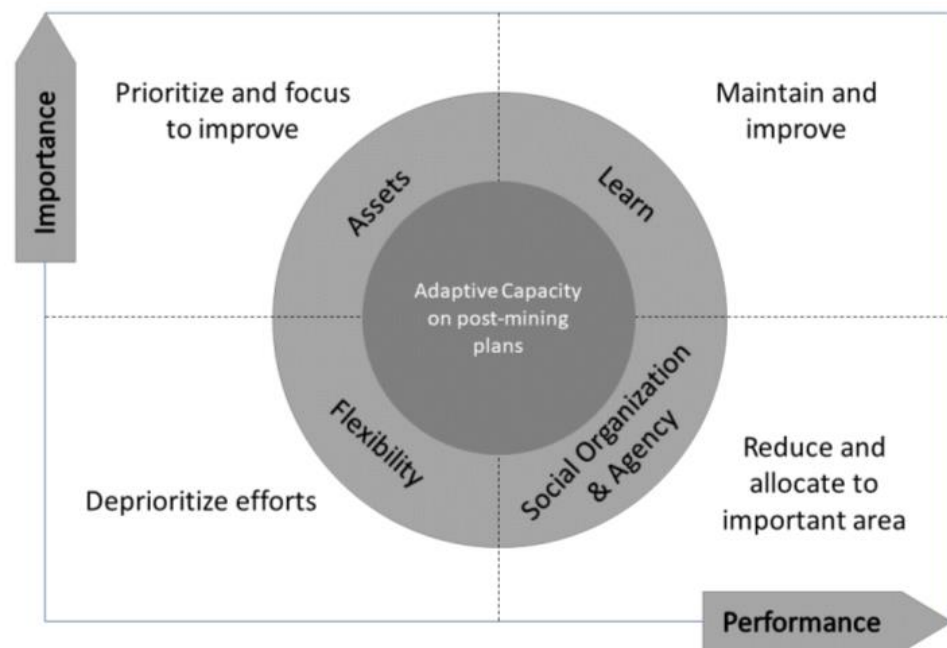 Importance
Prioritize and focus
to improve
Maintain and
improve
Assets
Learn
Adaptive Capacity
on post-mining
plans
Flexibility
Social Organization
& Agency
Deprioritize efforts
Reduce and
allocate to
important area
Performance